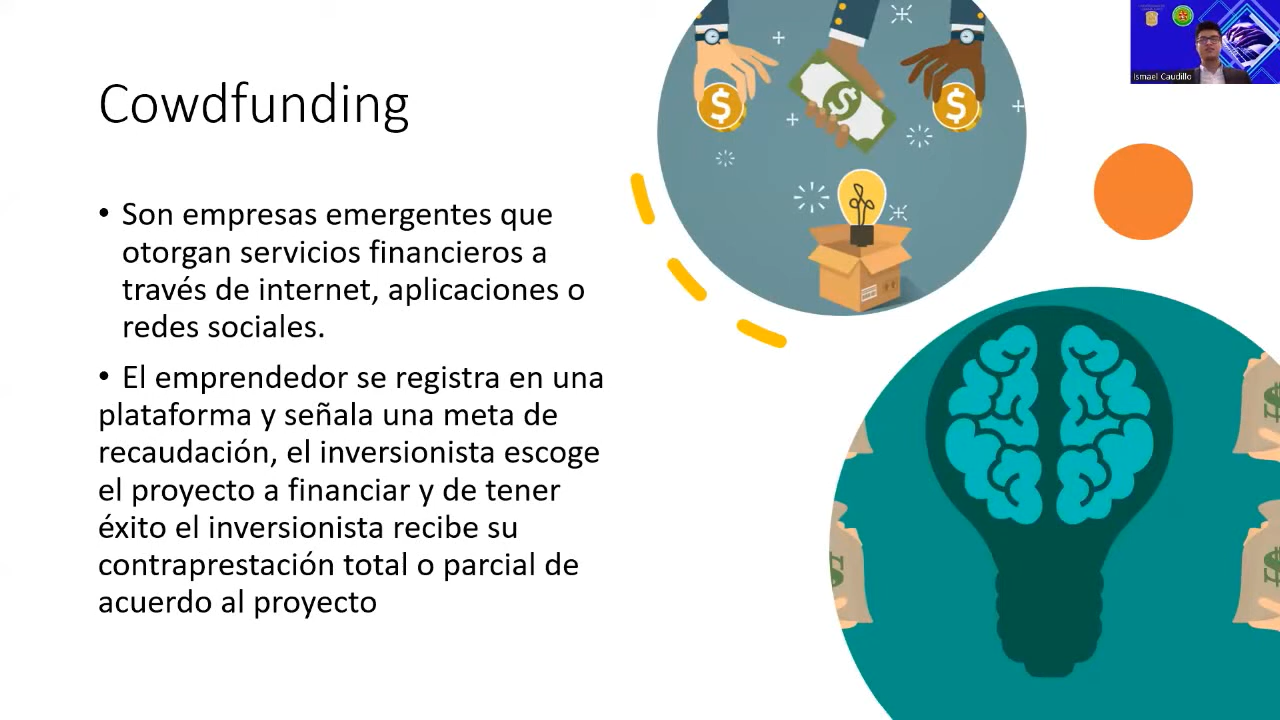 Cowdfunding
• Son empresas emergentes que
otorgan servicios financieros a
través de internet, aplicaciones o
redes sociales.
• El emprendedor se registra en una
plataforma y señala una meta de
recaudación, el inversionista escoge
el proyecto a financiar y de tener
éxito el inversionista recibe su
contraprestación total o parcial de
acuerdo al proyecto
Ismael Caudillo
$
$
$
$
$
$